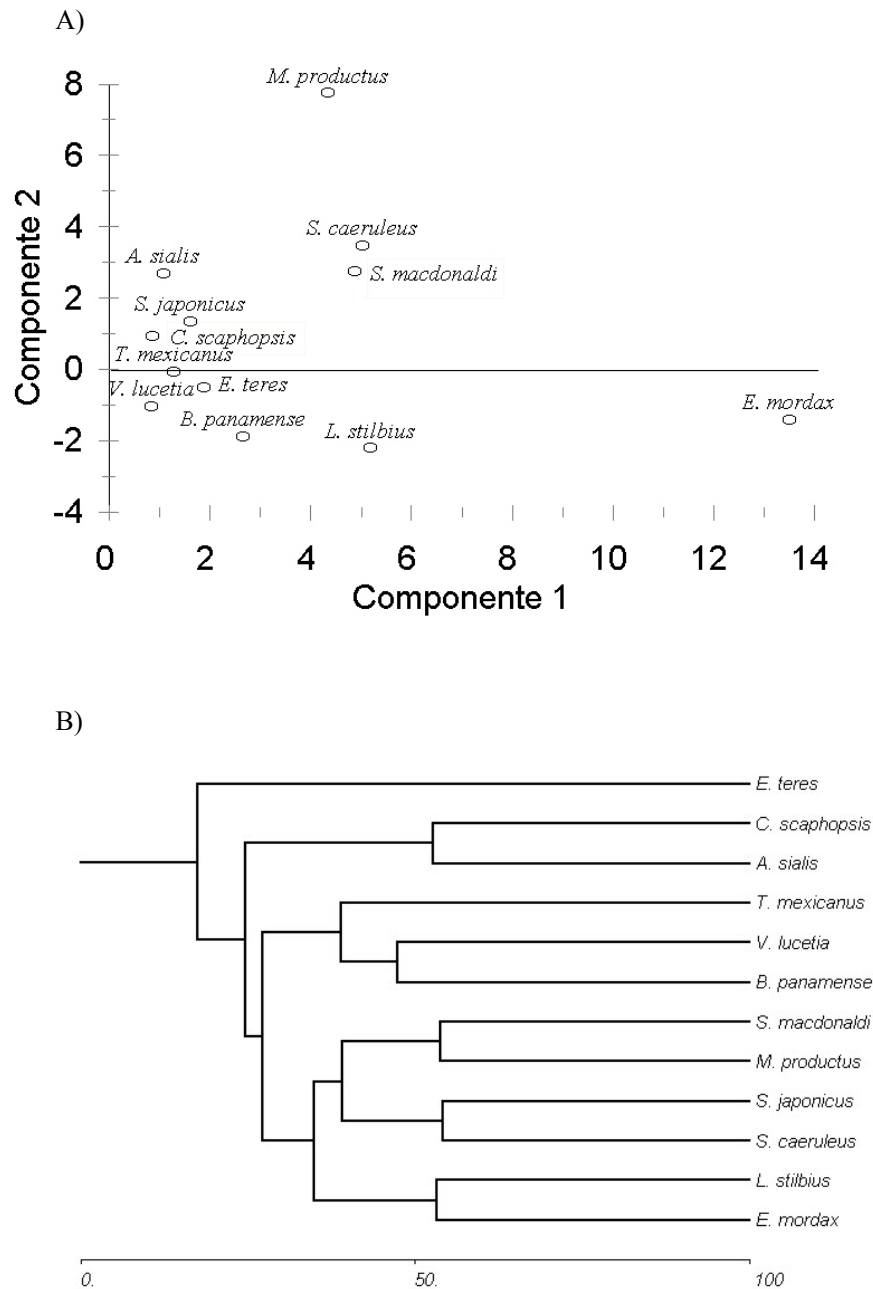 A)
M. productus
8
6
S. caeruleus
4
A. sialis
S. macdonaldi
2
S. japonicus
C. scaphopsis
T. mexicanus
0
V. lucetia
E. teres
E. mordax
B. panamense
L. stilbius
-2
-4
Componente 2
0 2 4 6 8 10 12 14
Componente 1
B)
E. teres
C. scaphopsis
A. sialis
T. mexicanus
V. lucetia
B. panamense
S. macdonaldi
M. productus
S. japonicus
S. caeruleus
L. stilbius
E. mordax
0. 50. 100